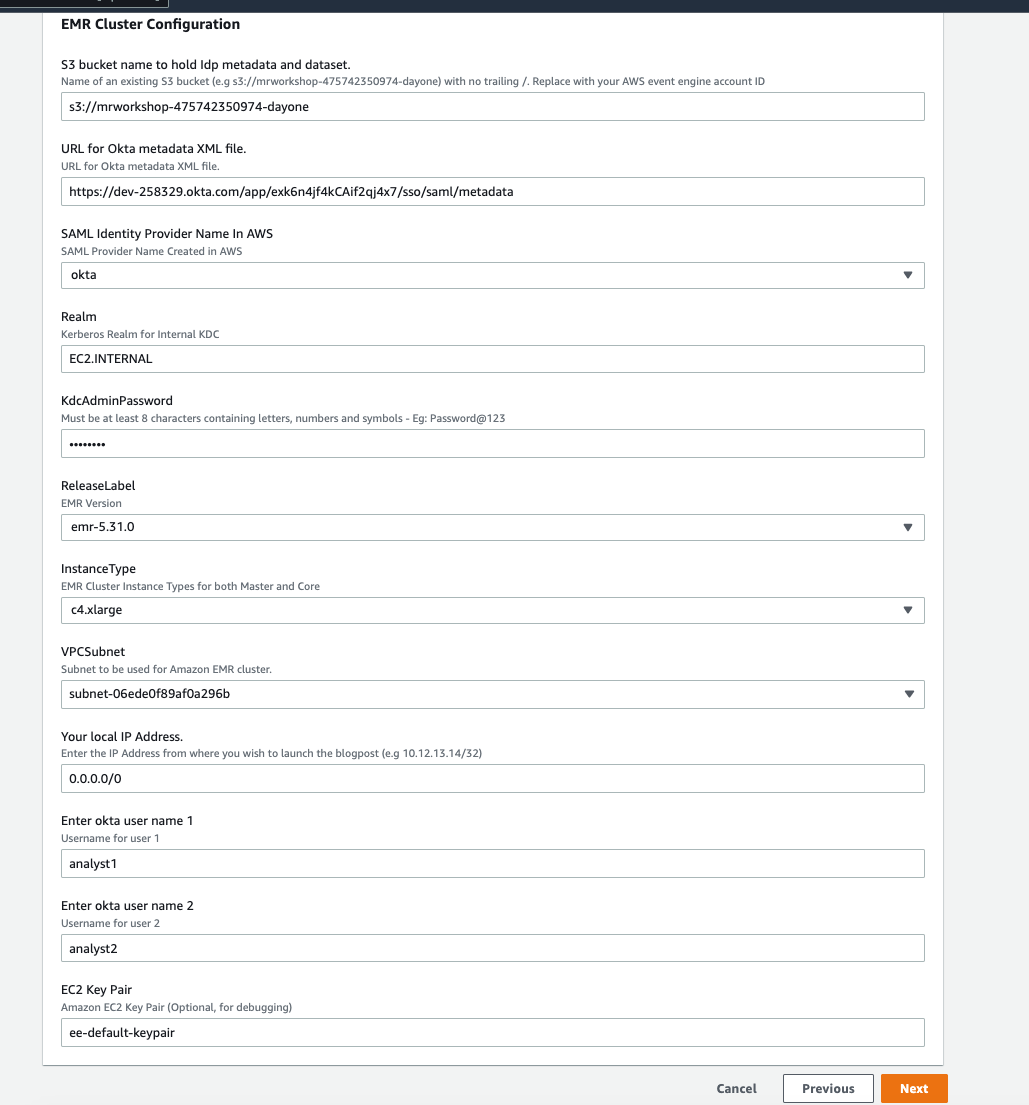 EMR Cluster Configuration
S3 bucket name to hold Idp metadata and dataset.
Name of an existing S3 bucket (e.g s3://mrworkshop-475742350974-dayone) with no trailing /. Replace with your AWS event engine account ID
s3://mrworkshop-475742350974-dayone
URL for Okta metadata XML file.
URL for Okta metadata XML file.
https://dev-258329.okta.com/app/exk6n4jf4kCAif2qj4x7/sso/saml/metadata
SAML Identity Provider Name In AWS
SAML Provider Name Created in AWS
okta
Realm
Kerberos Realm for Internal KDC
EC2.INTERNAL
KdcAdminPassword
Must be at least 8 characters containing letters, numbers and symbols - Eg: Password@123
••••••••
ReleaseLabel
EMR Version
emr-5.31.0
InstanceType
EMR Cluster Instance Types for both Master and Core
c4.xlarge
VPCSubnet
Subnet to be used for Amazon EMR cluster.
subnet-06ede0f89af0a296b
Your local IP Address.
Enter the IP Address from where you wish to launch the blogpost (e.g 10.12.13.14/32)
0.0.0.0/0
Enter okta user name 1
Username for user 1
analyst1
Enter okta user name 2
Username for user 2
analyst2
EC2 Key Pair
Amazon EC2 Key Pair (Optional, for debugging)
ee-default-keypair
Cancel Previous Next